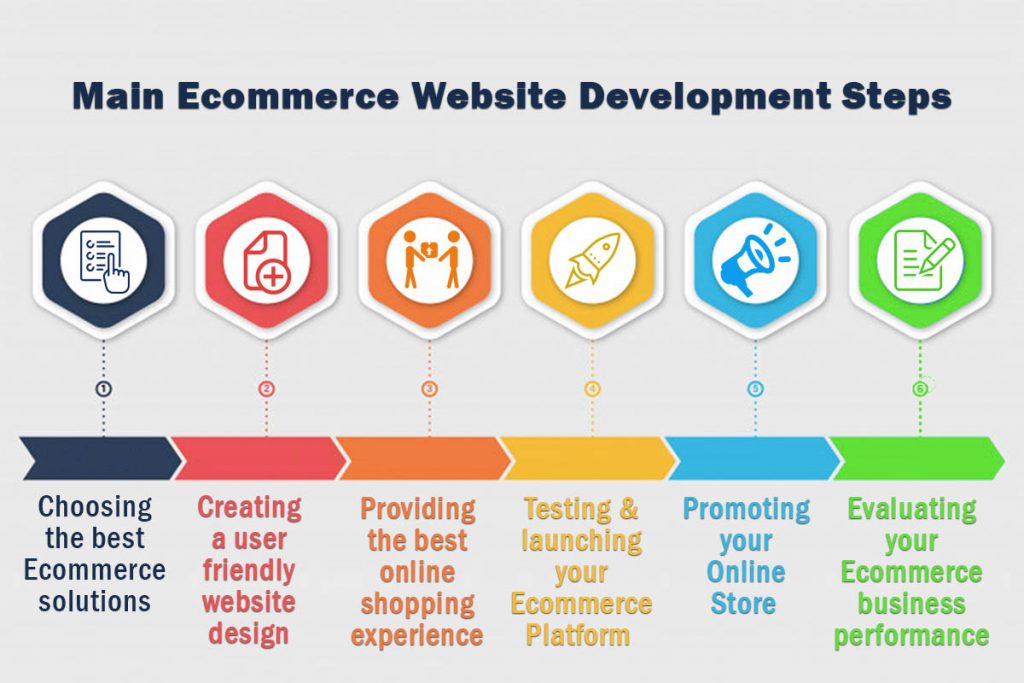 Main Ecommerce Website Development Steps
1
2
3
4
5
6
Choosing
the best
Ecommerce
solutions
Creating
a user
friendly
website
design
Providing
the best
online
shopping
experience
Testing &
launching
your
Ecommerce
Platform
Promoting
your
Online
Store
Evaluating
your
Ecommerce
business
performance